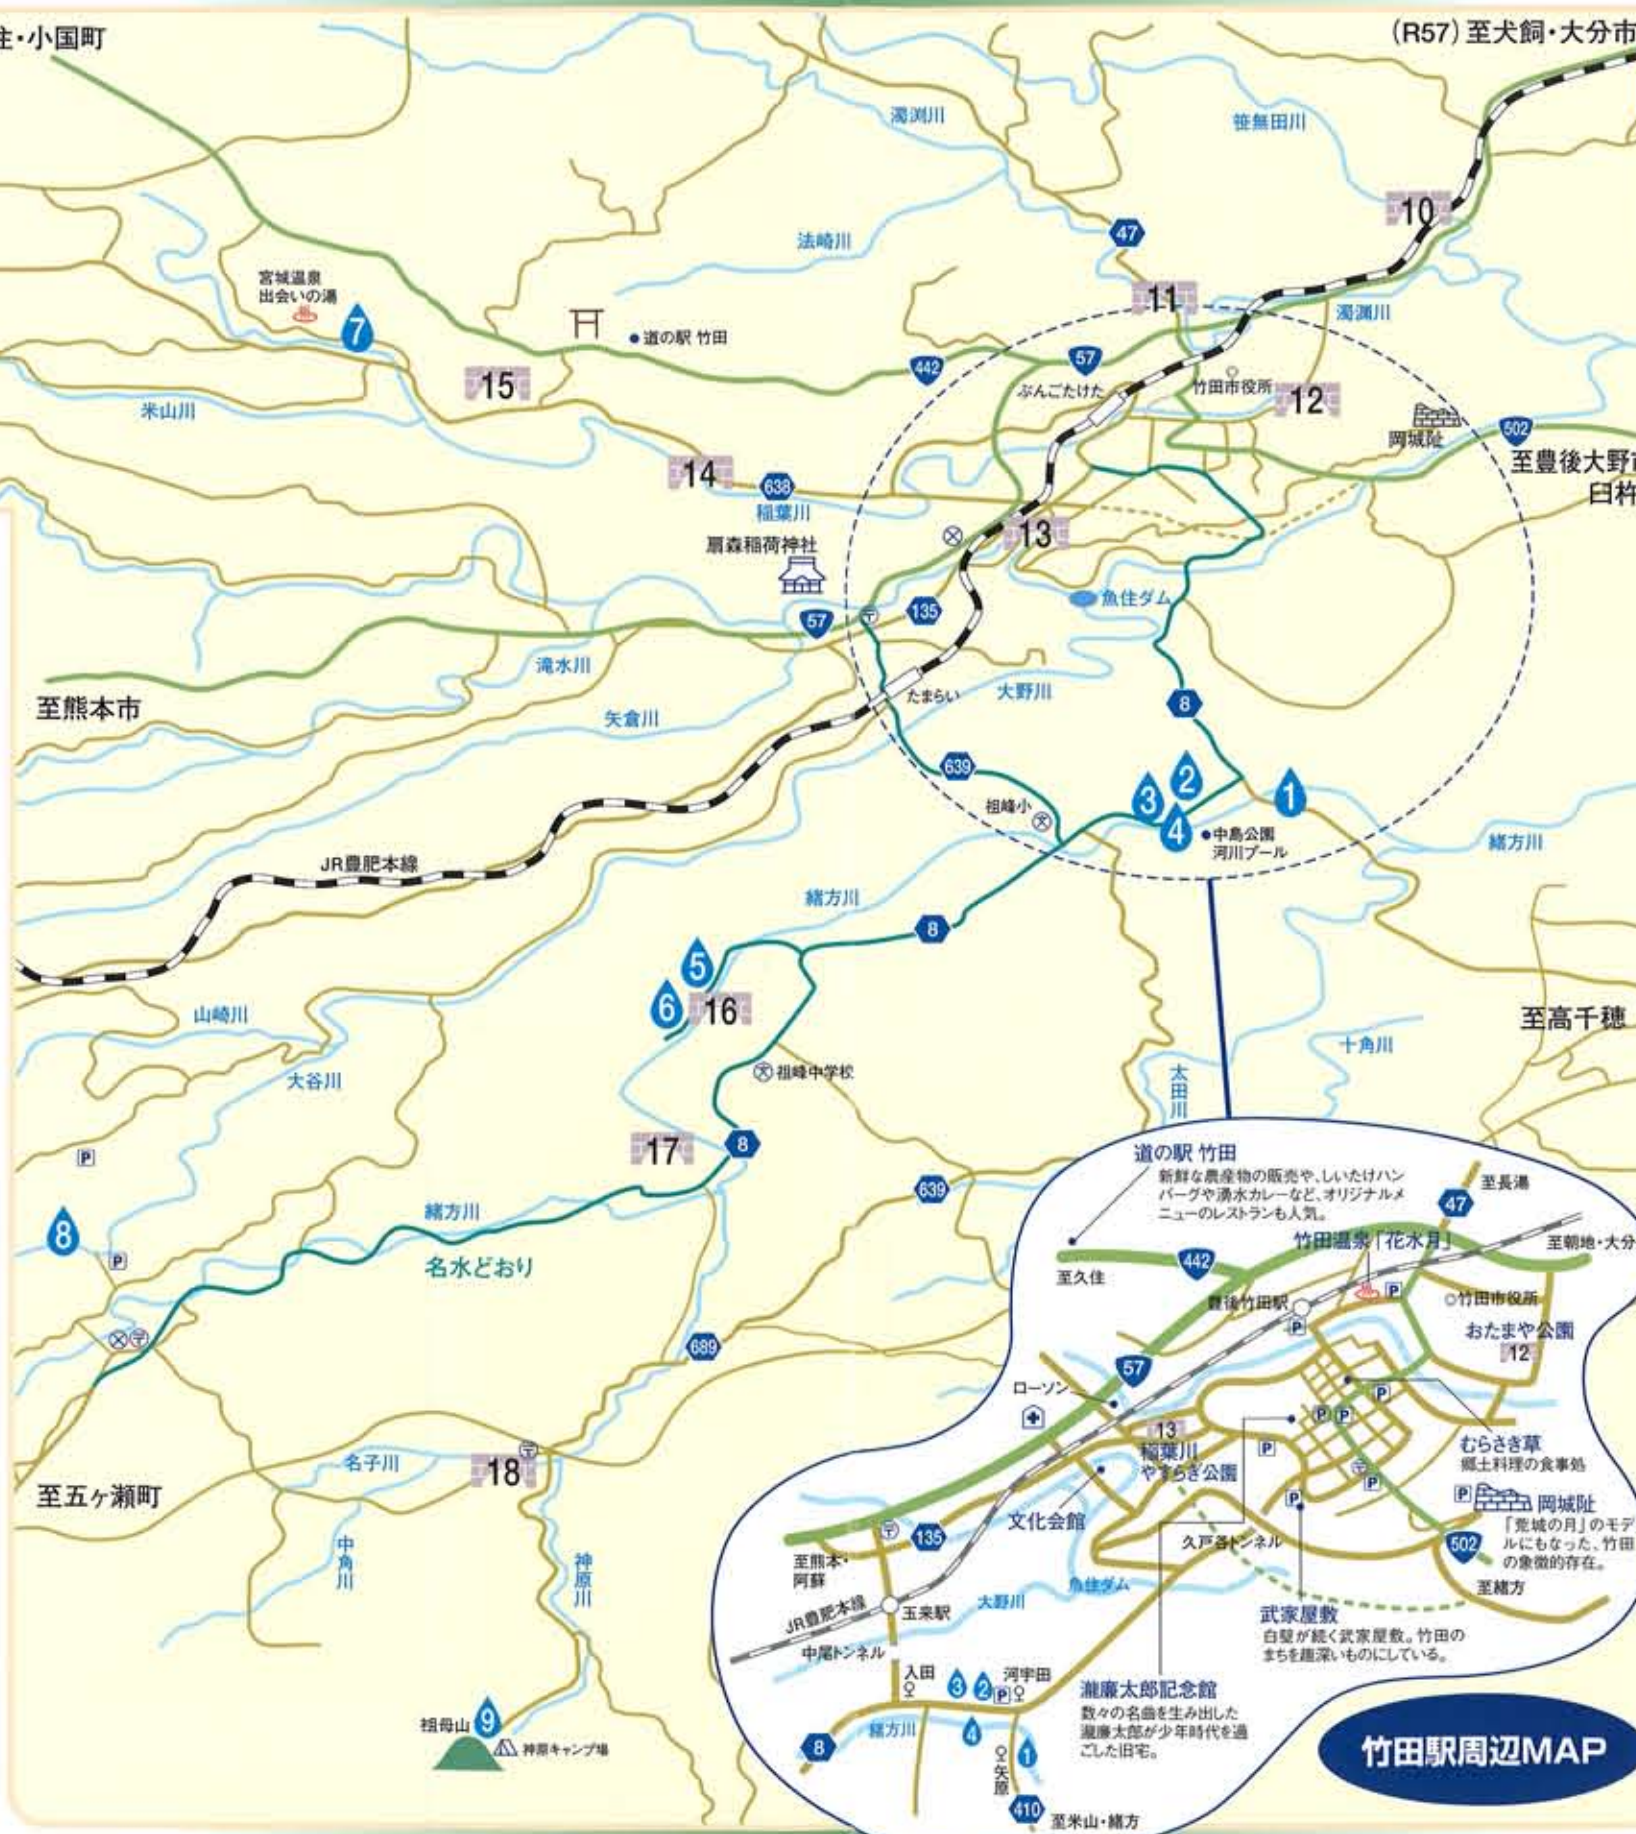 住・小国町
(R57)至犬飼・大分市
濁渕川
笹無田川
10
47
法崎川
11
宮城温泉
出会いの湯
7
道の駅 竹田
濁淵川
57
442
ぶんごたけた
竹田市役所
12
15
米山川
岡城址
502
至豊後大野市
臼杵
14
638
稲葉川
13
扇森稲荷神社
魚住ダム
135
57
滝水川
至熊本市
たまらい
大野川
矢倉川
8
639
2
3
1
祖峰小
4
中島公園
河川プール
緒方川
JR豊肥本線
緒方川
8
5
6
16
山崎川
至高千穂
十角川
大谷川
祖峰中学校
太田川
17
8
P
639
8
緒方川
P
名水どおり
689
名子川
18
至五ヶ瀬町
中角川
神原川
祖母山
9
神原キャンプ場
道の駅 竹田
新鮮な農産物の販売や、しいたけハン
バーグや湧水カレーなど、オリジナルメ
ニューのレストランも人気。
至長湯
47
竹田温泉「花水月」
至朝地・大分
442
至久住
豊後竹田駅
P
P
竹田市役所
おたまや公園
12
57
ローソン
P
P
P
13
稲葉川
やすらぎ公園
P
むらさき草
郷土料理の食事処
P
P
P
岡城址
「荒城の月」のモデ
ルにもなった、竹田
の象徴的存在。
文化会館
135
久戸谷トンネル
502
至熊本・
阿蘇
魚住ダム
至緒方
大野川
JR豊肥本線
玉来駅
武家屋敷
白壁が続く武家屋敷。竹田の
まちを趣深いものにしている。
中尾トンネル
入田
3
2
P
河宇田
瀧廉太郎記念館
数々の名曲を生み出した
瀧廉太郎が少年時代を過
ごした旧宅。
緒方川
8
4
1
矢原
竹田駅周辺MAP
410
至米山・緒方